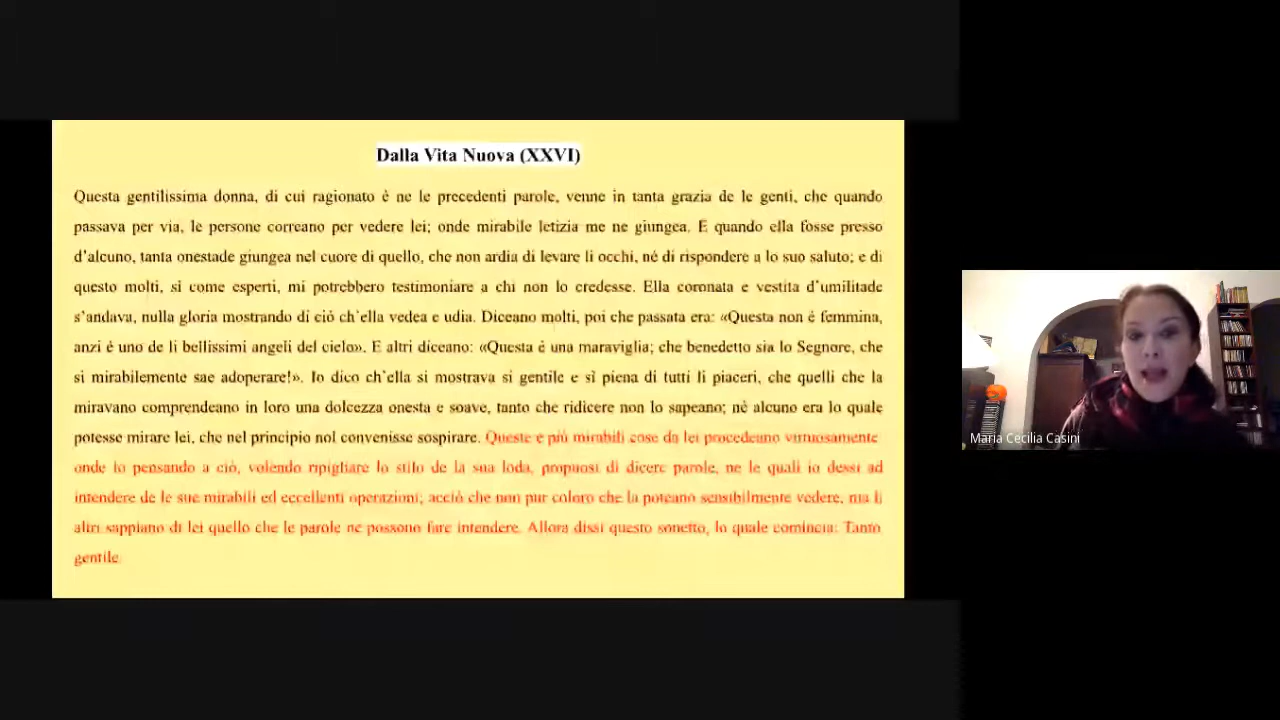 Dalla Vita Nuova (XXVI)
Questa gentilissima donna, di cui ragionato è ne le precedenti parole, venne in tanta grazia de le genti, che quando
passava per via, le persone correano per vedere lei; onde mirabile letizia me ne giungea. E quando ella fosse presso
d'alcuno, tanta onestade giungea nel cuore di quello, che non ardia di levare li occhi, né di rispondere a lo suo saluto; e di
questo molti, sì come esperti, mi potrebbero testimoniare a chi non lo credesse. Ella coronata e vestita d'umilitade
s'andava, nulla gloria mostrando di ciò ch'ella vedea e udia. Diceano molti, poi che passata era: «Questa non è femmina,
anzi è uno de li bellissimi angeli del cielo». E altri diceano: «Questa è una maraviglia; che benedetto sia lo Segnore, che
sì mirabilemente sae adoperare!». Io dico ch'ella si mostrava sì gentile e sì piena di tutti li piaceri, che quelli che la
miravano comprendeano in loro una dolcezza onesta e soave, tanto che ridicere non lo sapeano; né alcuno era lo quale
potesse mirare lei, che nel principio nol convenisse sospirare. Queste e più mirabili cose da lei procedeano virtuosamente
onde io pensando a ciò, volendo ripigliare lo stilo de la sua loda, propuosi di dicere parole, ne le quali io dessi ad
intendere de le sue mirabili ed eccellenti operazioni; acciò che non pur coloro che la poteano sensibilmente vedere, ma li
altri sappiano di lei quello che le parole ne possono fare intendere. Allora dissi questo sonetto, lo quale comincia: Tanto
gentile.
Maria Cecilia Casini